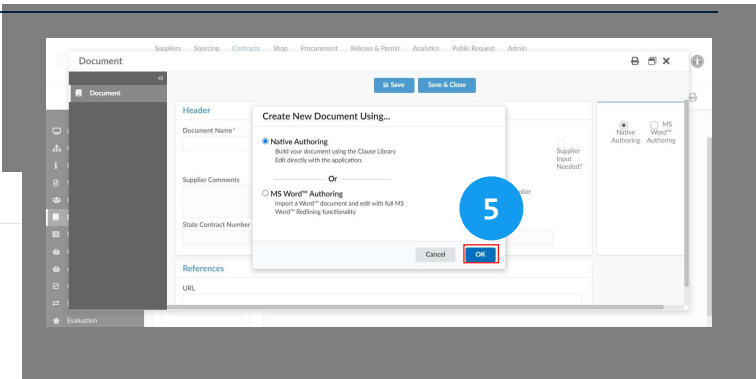 Suppliers Sourcing Contracts Shop Procurement Release & Permit Analytics Public Request Admin
Document
«
Document
Save
Save & Close
Header
Document Name*
Supplier Comments
State Contract Number
Create New Document Using...
Native Authoring
Build your document using the Clause Library
Edit directly with the application.
Or
MS Word™ Authoring
Import a Word™ document and edit with full MS
Word™ Redlining functionality
Cancel
OK
5
Supplier
Input
Needed?
Native
Authoring
MS
Word™
Authoring
References
URL
Evaluation